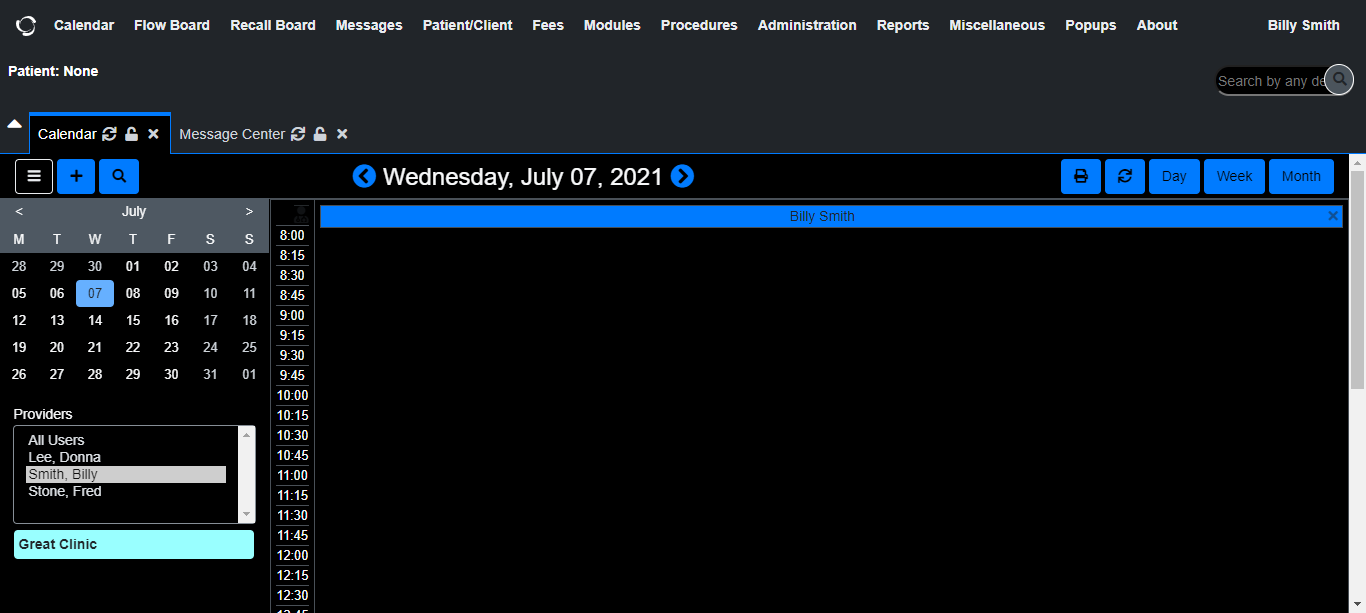 Calendar Flow Board Recall Board Messages Patient/Client Fees Modules Procedures Administration Reports Miscellaneous Popups About Billy Smith
Patient: None
Search by any de
Calendar Message Center
Wednesday, July 07, 2021 Day Week Month
< July >
M T W T F S S
28 29 30 01 02 03 04
05 06 07 08 09 10 11
12 13 14 15 16 17 18
19 20 21 22 23 24 25
26 27 28 29 30 31 01
Providers
All Users
Lee, Donna
Smith, Billy
Stone, Fred
Great Clinic
Billy Smith
8:00
8:15
8:30
8:45
9:00
9:15
9:30
9:45
10:00
10:15
10:30
10:45
11:00
11:15
11:30
11:45
12:00
12:15
12:30